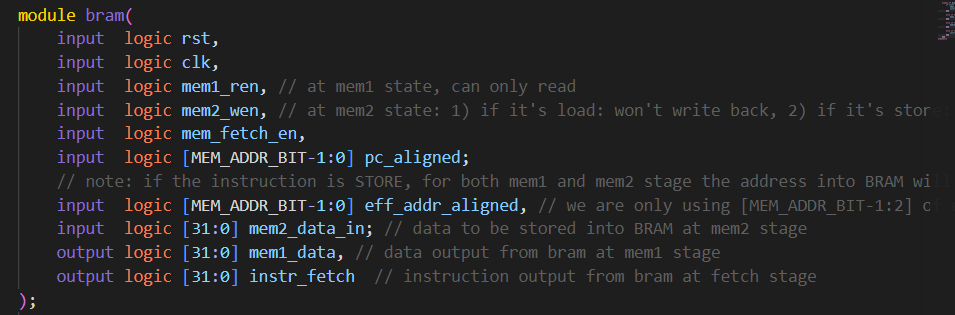 module bram(
    input  logic rst,
    input  logic clk,
    input  logic mem1_ren, // at mem1 state, can only read
    input  logic mem2_wen, // at mem2 state: 1) if it's load: won't write back, 2) if it's store
    input  logic mem_fetch_en,
    input  logic [MEM_ADDR_BIT-1:0] pc_aligned;
    // note: if the instruction is STORE, for both mem1 and mem2 stage the address into BRAM wil
    input  logic [MEM_ADDR_BIT-1:0] eff_addr_aligned, // we are only using [MEM_ADDR_BIT-1:2] of
    input  logic [31:0] mem2_data_in; // data to be stored into BRAM at mem2 stage
    output logic [31:0] mem1_data, // data output from bram at mem1 stage
    output logic [31:0] instr_fetch  // instruction output from bram at fetch stage
);